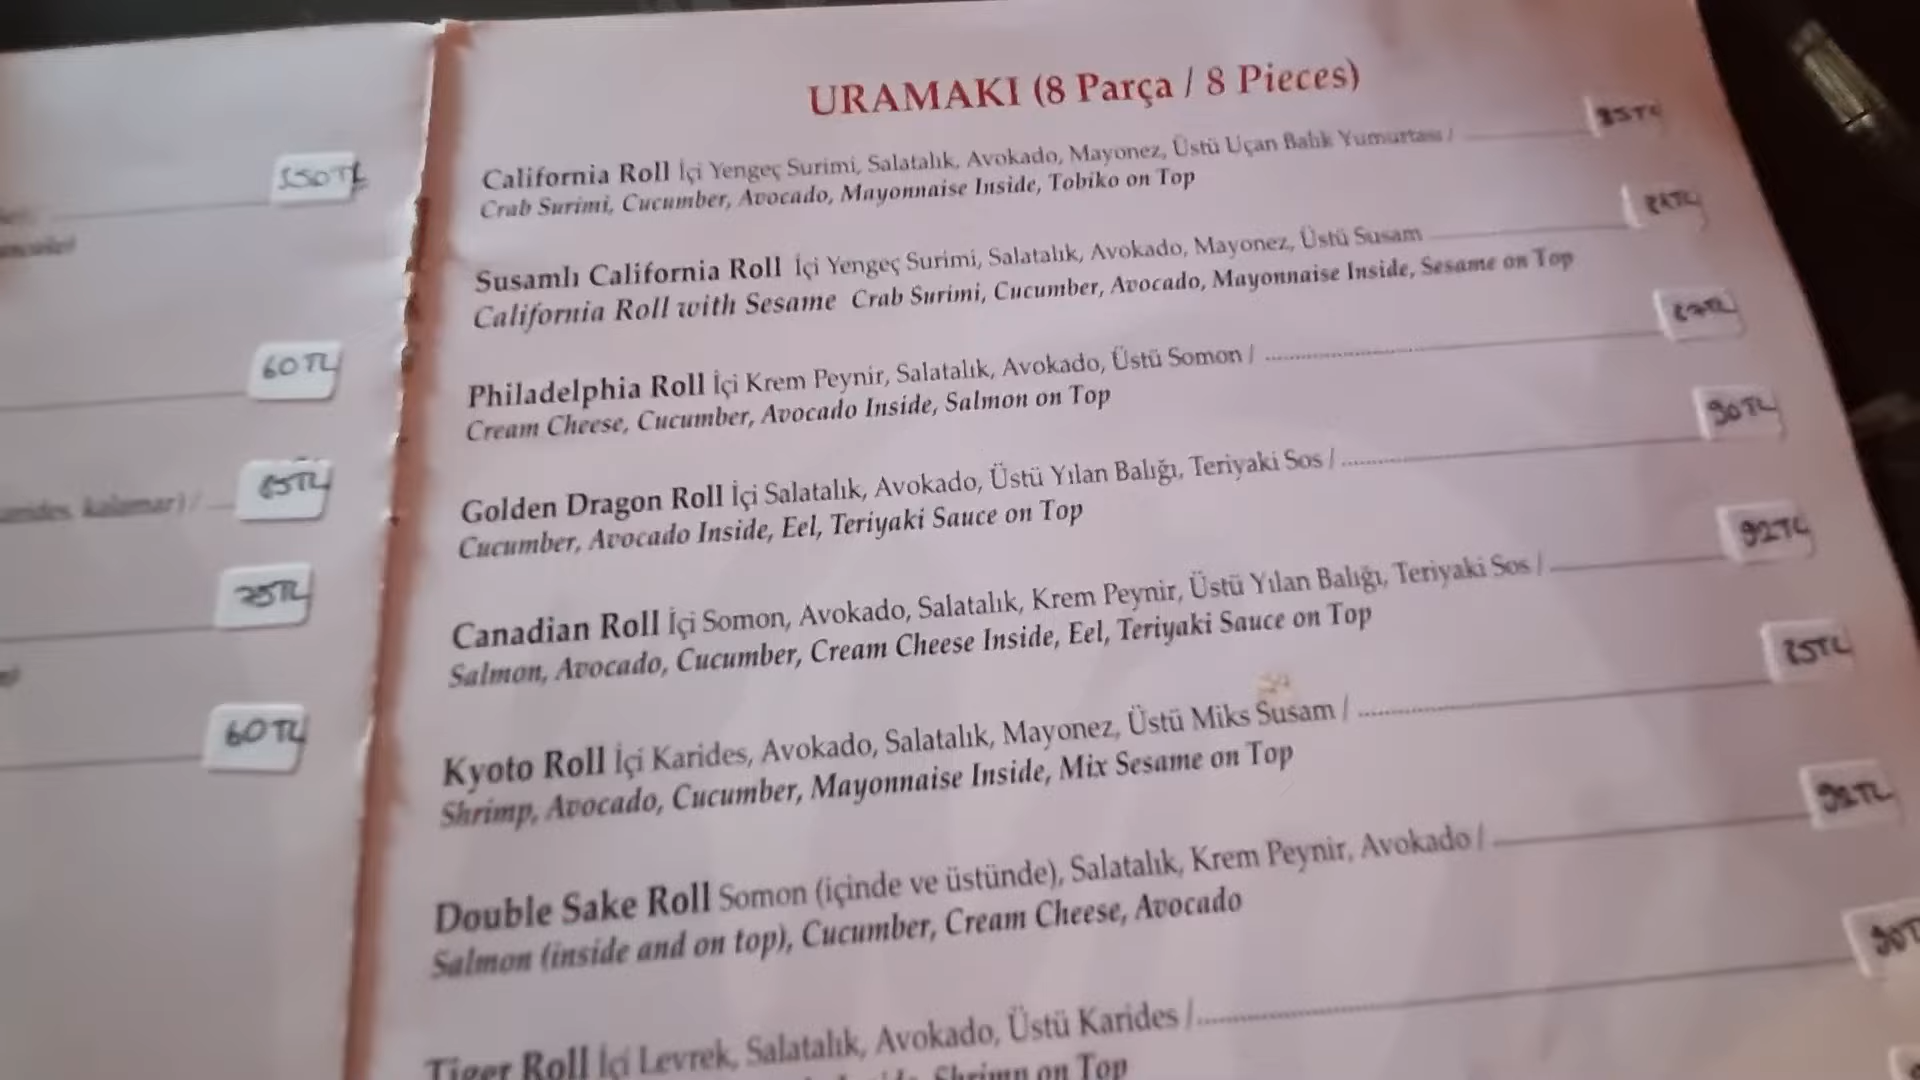 550TL
60TL
kalamar) /
75TL
60TL
URAMAKI (8 Parça / 8 Pieces)
California Roll İçi Yengeç Surimi, Salatalık, Avokado, Mayonez, Üstü Uçan Balık Yumurtası /
Crab Surimi, Cucumber, Avocado, Mayonnaise Inside, Tobiko on Top
Susamlı California Roll İçi Yengeç Surimi, Salatalık, Avokado, Mayonez, Üstü Susam
California Roll with Sesame Crab Surimi, Cucumber, Avocado, Mayonnaise Inside, Sesame on Top
Philadelphia Roll İçi Krem Peynir, Salatalık, Avokado, Üstü Somon /
Cream Cheese, Cucumber, Avocado Inside, Salmon on Top
90TL
Golden Dragon Roll İçi Salatalık, Avokado, Üstü Yılan Balığı, Teriyaki Sos /
Cucumber, Avocado Inside, Eel, Teriyaki Sauce on Top
92TL
Canadian Roll İçi Somon, Avokado, Salatalık, Krem Peynir, Üstü Yılan Balığı, Teriyaki Sos /
Salmon, Avocado, Cucumber, Cream Cheese Inside, Eel, Teriyaki Sauce on Top
Kyoto Roll İçi Karides, Avokado, Salatalık, Mayonez, Üstü Miks Susam /
Shrimp, Avocado, Cucumber, Mayonnaise Inside, Mix Sesame on Top
92TL
Double Sake Roll Somon (içinde ve üstünde), Salatalık, Krem Peynir, Avokado /
Salmon (inside and on top), Cucumber, Cream Cheese, Avocado
Tiger Roll İçi Levrek, Salatalık, Avokado, Üstü Karides /
Shrimp on Top